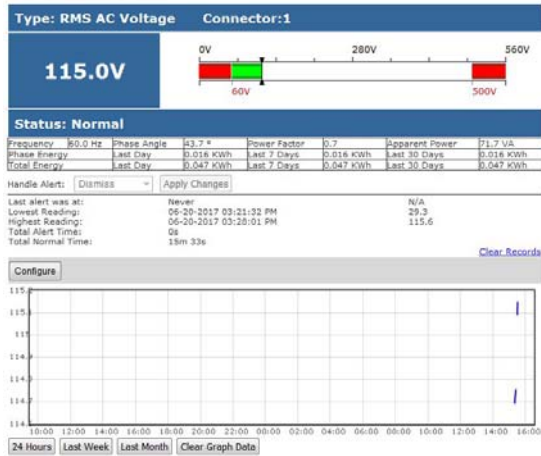 Type: RMS AC Voltage Connector:1
115.0V
0V 280V 560V
60V 500V
Status: Normal
Frequency 60.0 Hz Phase Angle 43.7 ° Power Factor 0.7 Apparent Power 71.7 VA
Phase Energy Last Day 0.016 KWh Last 7 Days 0.016 KWh Last 30 Days 0.016 KWh
Total Energy Last Day 0.047 KWh Last 7 Days 0.047 KWh Last 30 Days 0.047 KWh
Handle Alert: Dismiss Apply Changes
Last alert was at: Never N/A
Lowest Reading: 06-20-2017 03:21:32 PM 29.3
Highest Reading: 06-20-2017 03:28:01 PM 115.6
Total Alert Time: 0s
Total Normal Time: 15m 33s
Clear Records
Configure
115
10:00 12:00 14:00 16:00 18:00 20:00 22:00 00:00 02:00 04:00 06:00 08:00 10:00 12:00 14:00 16:00
24 Hours Last Week Last Month Clear Graph Data